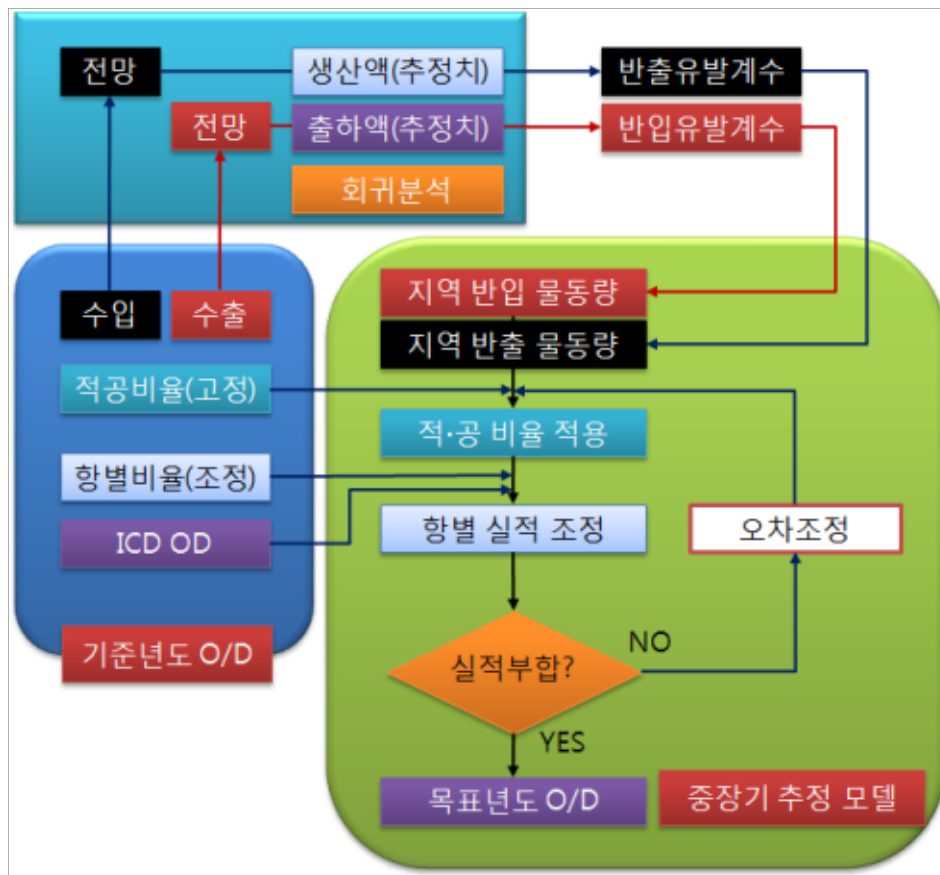 전망
생산액(추정치)
반출유발계수
전망
출하액(추정치)
반입유발계수
회귀분석
수입
수출
지역 반입 물동량
지역 반출 물동량
적공비율(고정)
적·공 비율 적용
항별비율(조정)
ICD OD
항별 실적 조정
오차조정
기준년도 O/D
실적부합?
NO
YES
목표년도 O/D
중장기 추정 모델